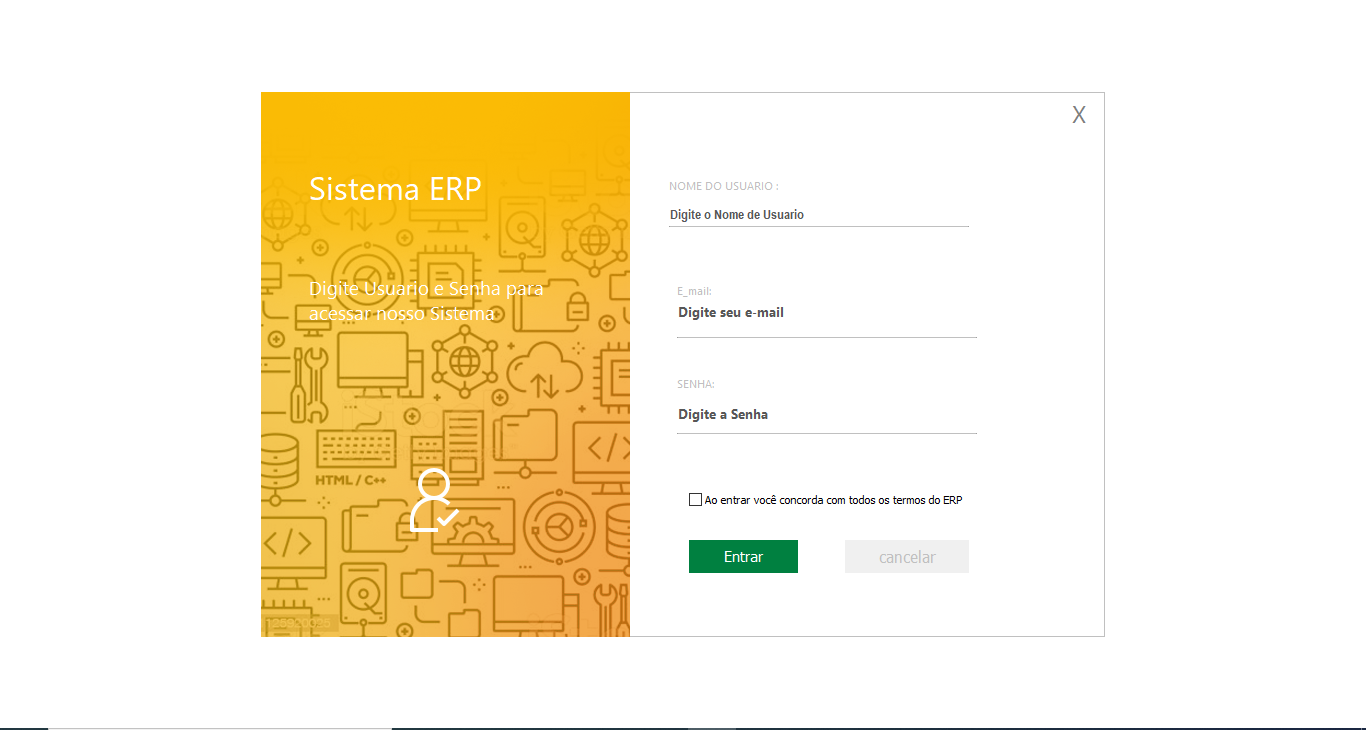 X
Sistema ERP
NOME DO USUARIO :
Digite o Nome de Usuario
Digite Usuario e Senha para
acessar nosso Sistema
E_mail:
Digite seu e-mail
SENHA:
Digite a Senha
HTML / C++
Ao entrar você concorda com todos os termos do ERP
Entrar
cancelar